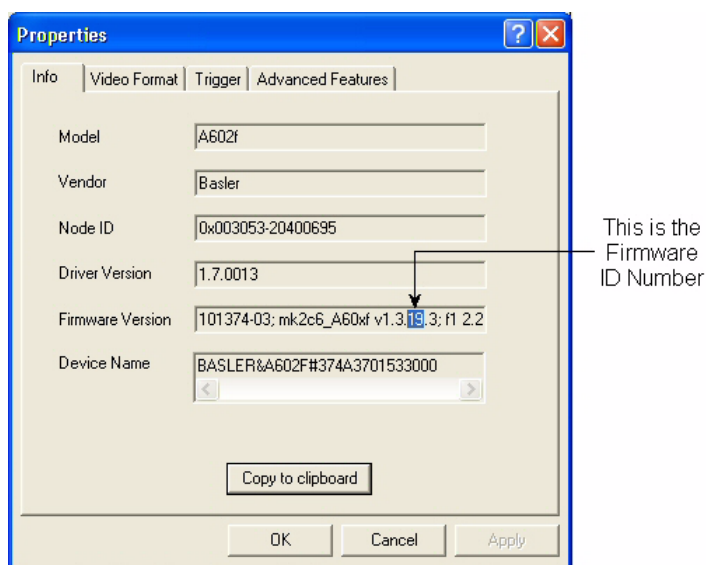 Properties
Info Video Format Trigger Advanced Features
Model A602f
Vendor Basler
Node ID 0x003053-20400695
Driver Version 1.7.0013
Firmware Version 101374-03; mk2c6_A60xf v1.3.19.3; f1 2.2
Device Name BASLER&A602F#374A3701533000
Copy to clipboard
OK Cancel Apply
This is the
Firmware
ID Number